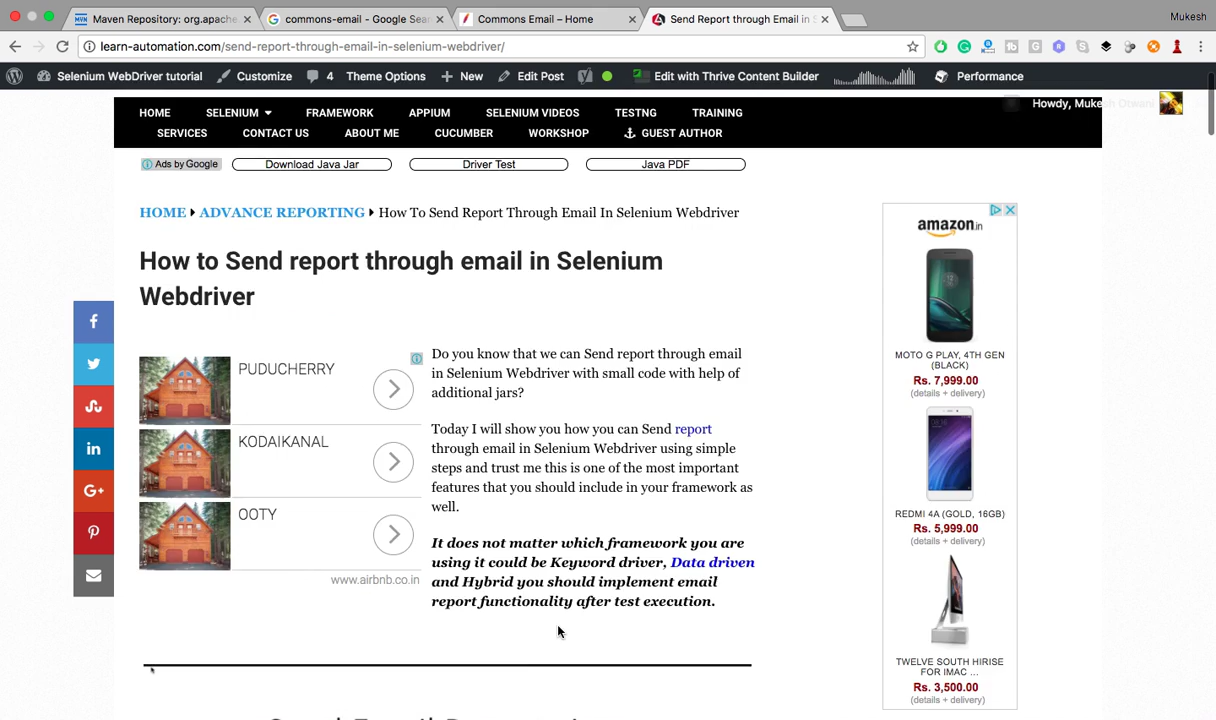 Maven Repository: org.apache
commons-email - Google Sear
Commons Email – Home
Send Report through Email in S
Mukesh
learn-automation.com/send-report-through-email-in-selenium-webdriver/
Selenium WebDriver tutorial
Customize
4
Theme Options
New
Edit Post
Edit with Thrive Content Builder
Performance
Howdy, Mukesh Otwani
HOME
SELENIUM
FRAMEWORK
APPIUM
SELENIUM VIDEOS
TESTNG
TRAINING
SERVICES
CONTACT US
ABOUT ME
CUCUMBER
WORKSHOP
GUEST AUTHOR
Ads by Google
Download Java Jar
Driver Test
Java PDF
HOME ADVANCE REPORTING How To Send Report Through Email In Selenium Webdriver
How to Send report through email in Selenium
Webdriver
PUDUCHERRY
KODAIKANAL
OOTY
www.airbnb.co.in
Do you know that we can Send report through email
in Selenium Webdriver with small code with help of
additional jars?
Today I will show you how you can Send report
through email in Selenium Webdriver using simple
steps and trust me this is one of the most important
features that you should include in your framework as
well.
It does not matter which framework you are
using it could be Keyword driver, Data driven
and Hybrid you should implement email
report functionality after test execution.
amazon.in
MOTO G PLAY, 4TH GEN
(BLACK)
Rs. 7,999.00
(details + delivery)
REDMI 4A (GOLD, 16GB)
Rs. 5,999.00
(details + delivery)
TWELVE SOUTH HIRISE
FOR IMAC ...
Rs. 3,500.00
(details + delivery)